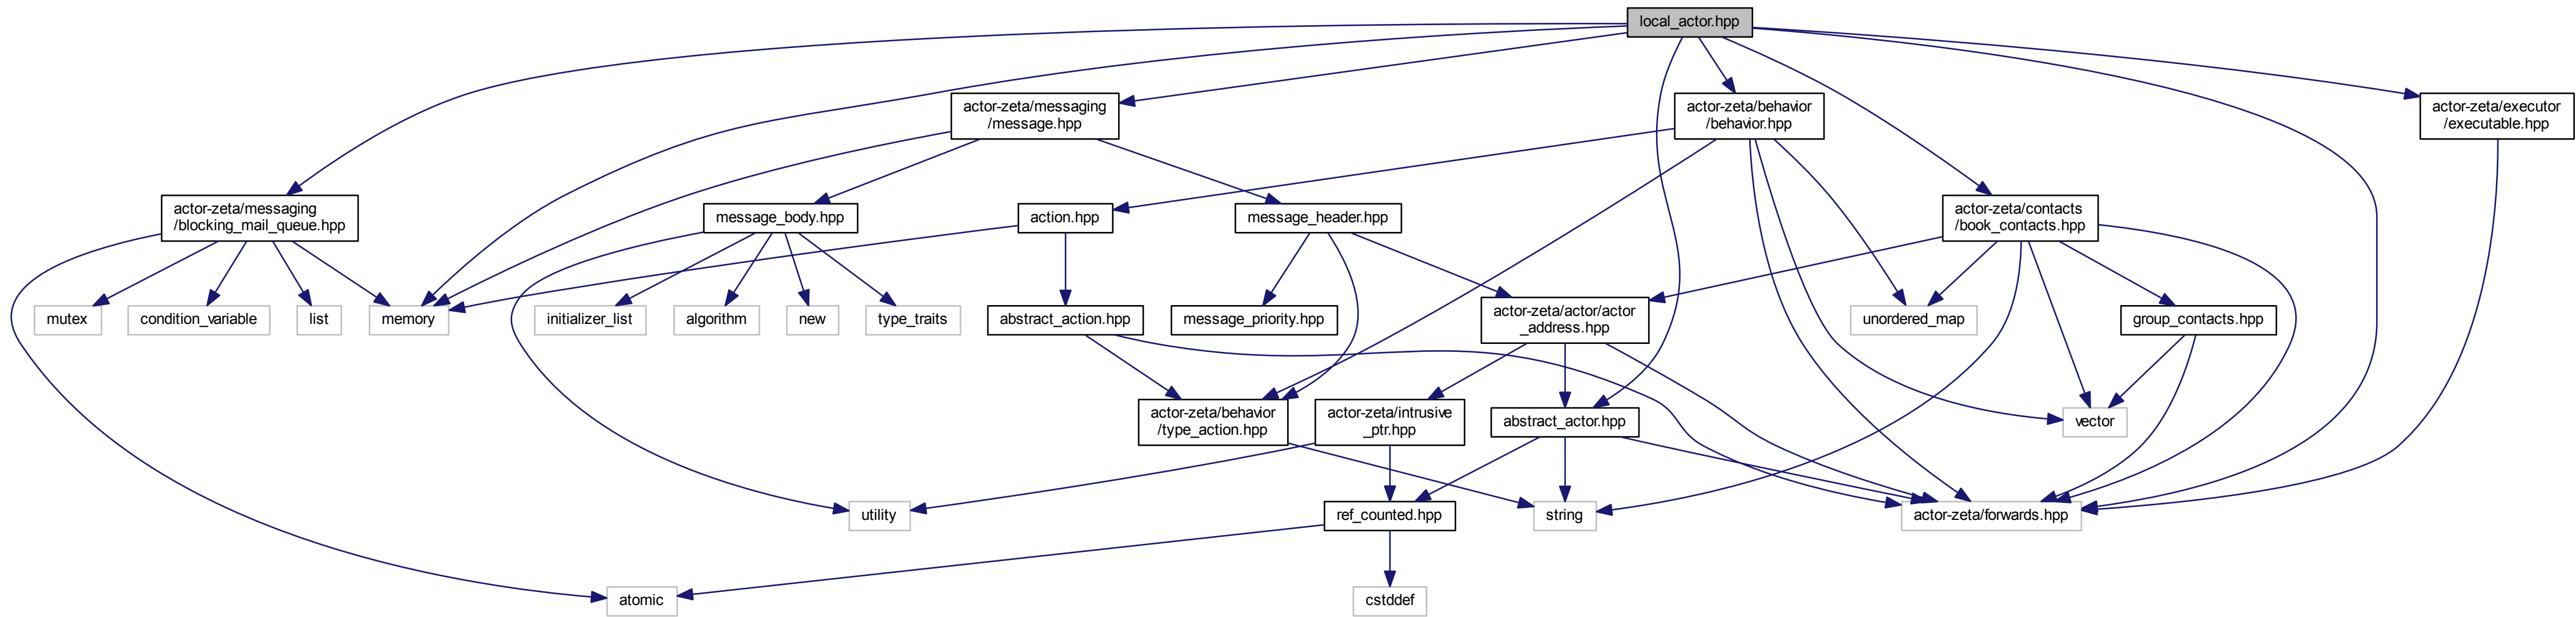 local_actor.hpp
actor-zeta/messaging
/message.hpp
actor-zeta/behavior
/behavior.hpp
actor-zeta/executor
/executable.hpp
actor-zeta/messaging
/blocking_mail_queue.hpp
message_body.hpp
action.hpp
message_header.hpp
actor-zeta/contacts
/book_contacts.hpp
mutex
condition_variable
list
memory
initializer_list
algorithm
new
type_traits
abstract_action.hpp
message_priority.hpp
actor-zeta/actor/actor
_address.hpp
unordered_map
group_contacts.hpp
actor-zeta/behavior
/type_action.hpp
actor-zeta/intrusive
_ptr.hpp
abstract_actor.hpp
vector
utility
ref_counted.hpp
string
actor-zeta/forwards.hpp
atomic
cstddef